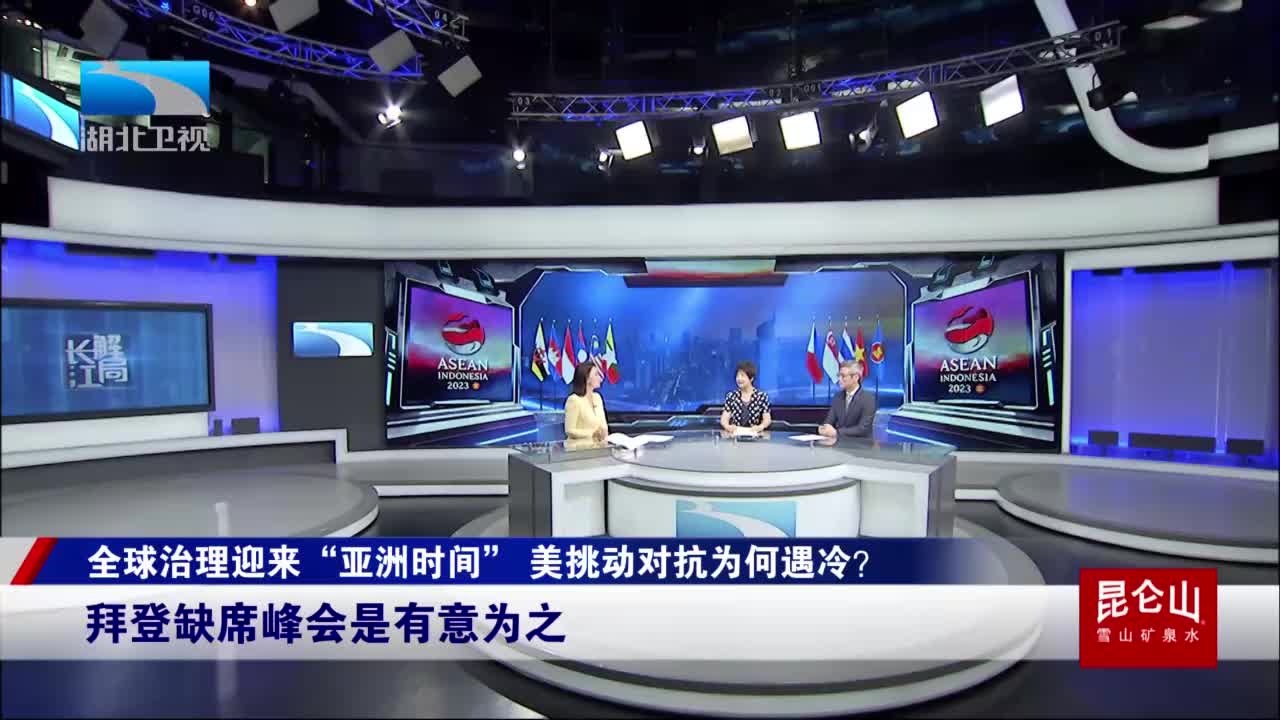 湖北卫视
长江
解局
ASEAN
INDONESIA
2023
ASEAN
INDONESIA
2023
全球治理迎来“亚洲时间” 美挑动对抗为何遇冷?
拜登缺席峰会是有意为之
昆仑山
雪山矿泉水